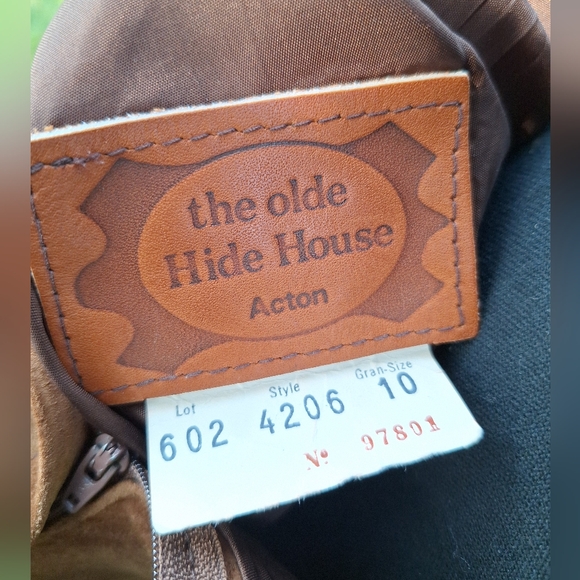 the olde
Hide House
Acton
Lot Style Gran-Size
602 4206 10
Nº 97801